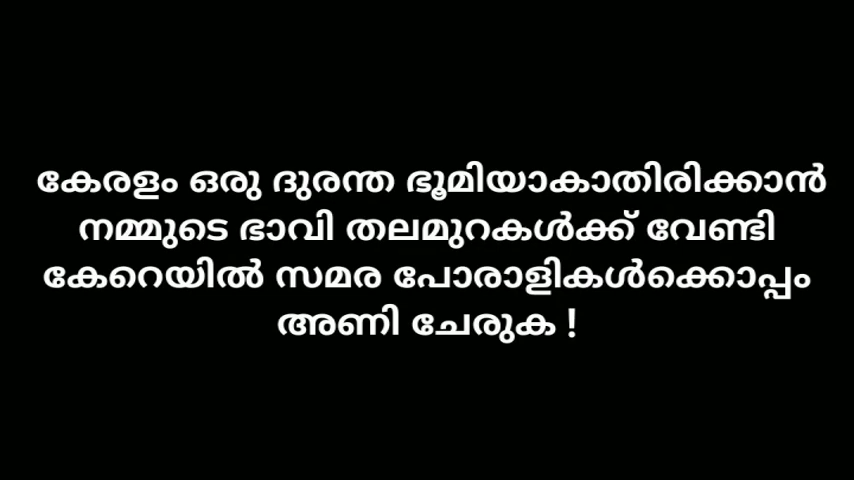 കേരളം ഒരു ദുരന്ത ഭൂമിയാകാതിരിക്കാൻ
നമ്മുടെ ഭാവി തലമുറകൾക്ക് വേണ്ടി
കേറെയിൽ സമര പോരാളികൾക്കൊപ്പം
അണി ചേരുക !